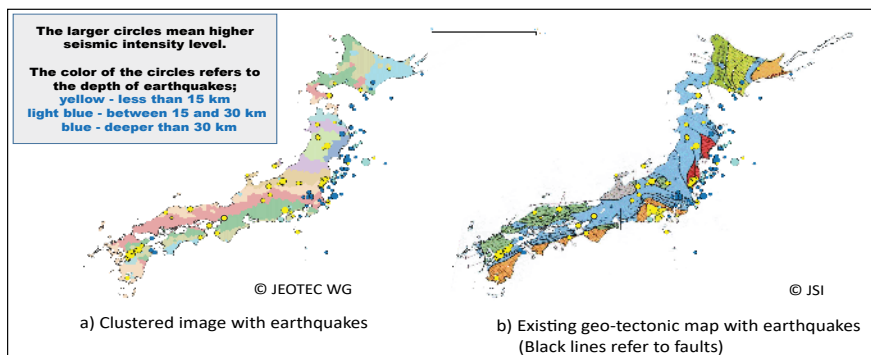 The larger circles mean higher
seismic intensity level.
The color of the circles refers to
the depth of earthquakes;
yellow - less than 15 km
light blue - between 15 and 30 km
blue - deeper than 30 km
© JEOTEC WG
© JSI
a) Clustered image with earthquakes
b) Existing geo-tectonic map with earthquakes
(Black lines refer to faults)